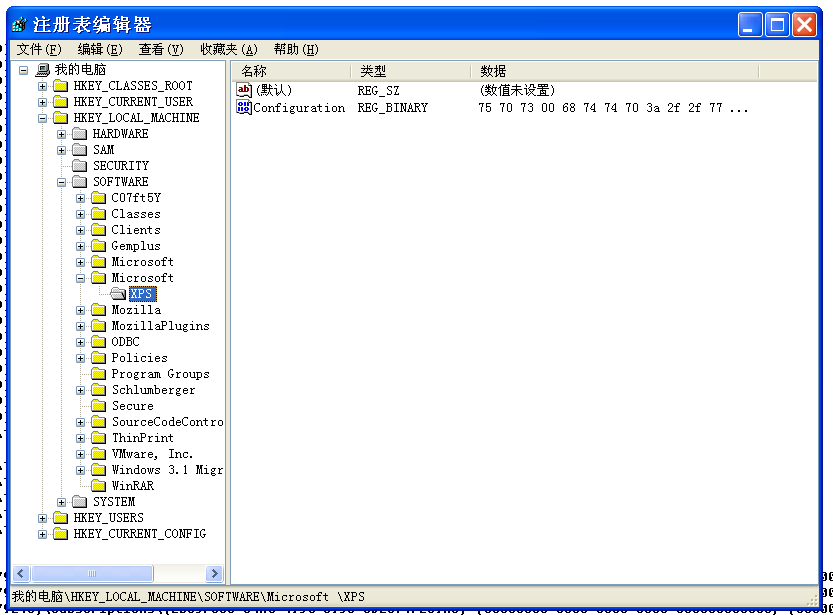 注册表编辑器
文件(F) 编辑(E) 查看(V) 收藏夹(A) 帮助(H)
我的电脑
HKEY_CLASSES_ROOT
HKEY_CURRENT_USER
HKEY_LOCAL_MACHINE
HARDWARE
SAM
SECURITY
SOFTWARE
C07ft5Y
Classes
Clients
Gemplus
Microsoft
Microsoft
XPS
Mozilla
MozillaPlugins
ODBC
Policies
Program Groups
Schlumberger
Secure
SourceCodeContro
ThinPrint
VMware, Inc.
Windows 3.1 Migr
WinRAR
SYSTEM
HKEY_USERS
HKEY_CURRENT_CONFIG
名称 类型 数据
(默认) REG_SZ (数值未设置)
Configuration REG_BINARY 75 70 73 00 68 74 74 70 3a 2f 2f 77 ...
我的电脑\HKEY_LOCAL_MACHINE\SOFTWARE\Microsoft \XPS